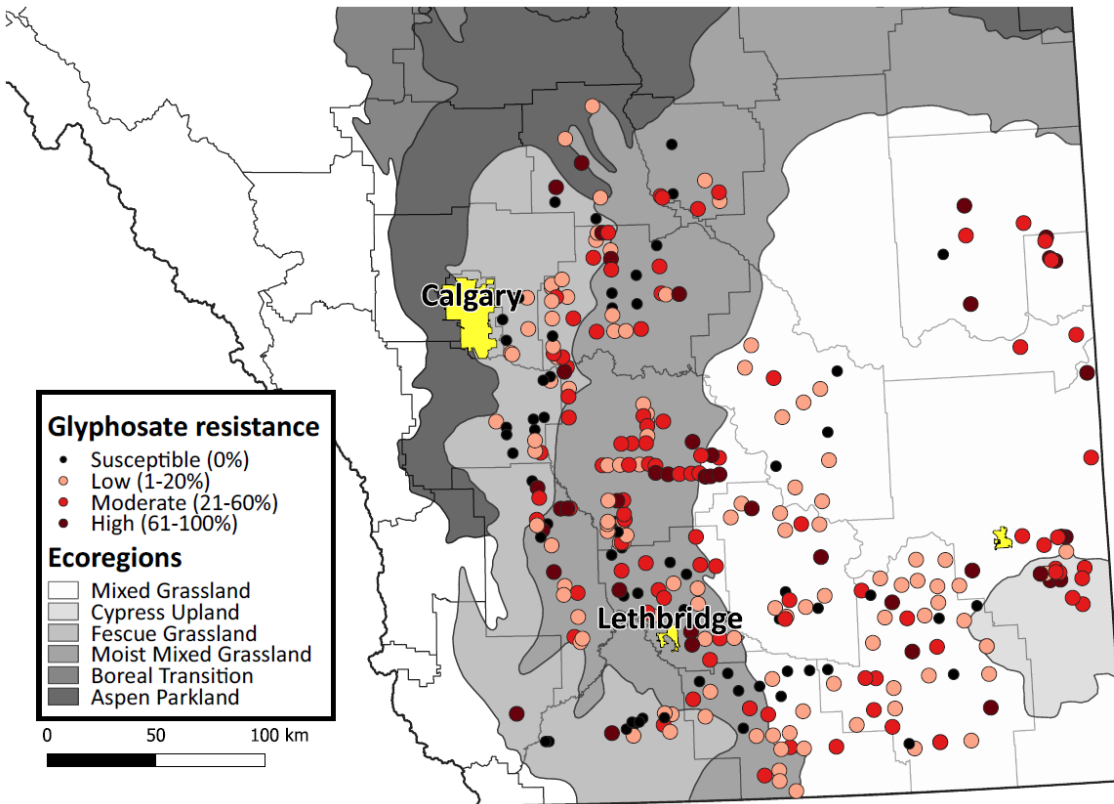 Calgary
Glyphosate resistance
Susceptible (0%)
Low (1-20%)
Moderate (21-60%)
High (61-100%)
Ecoregions
Mixed Grassland
Cypress Upland
Fescue Grassland
Moist Mixed Grassland
Boreal Transition
Aspen Parkland
Lethbridge
0 50 100 km